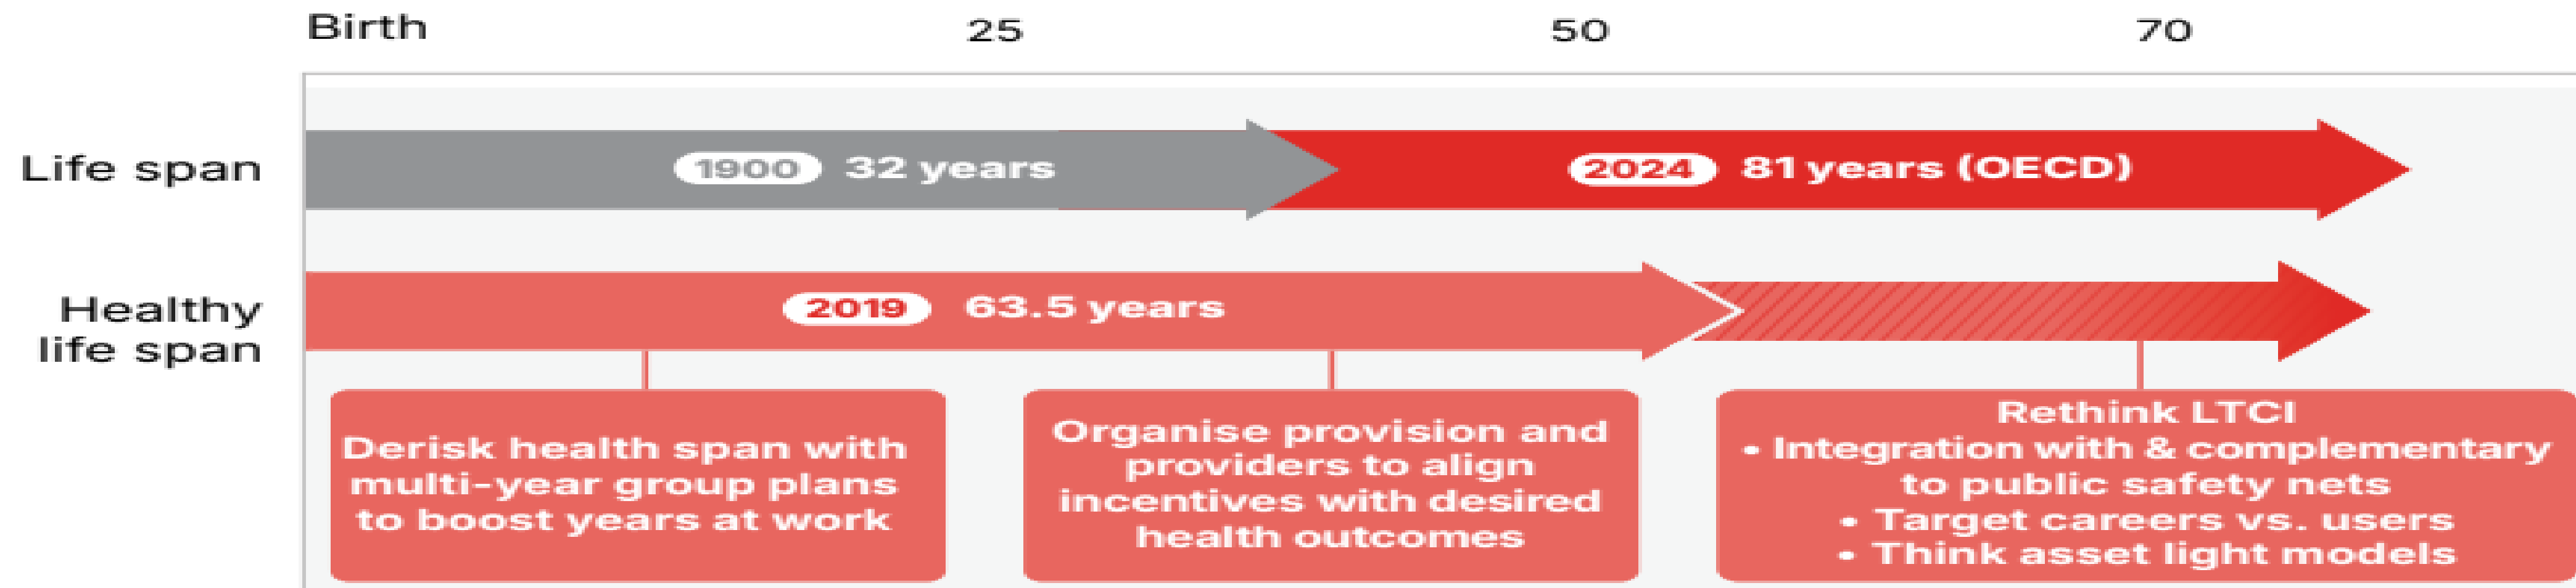 Birth 25 50 70
Life span
1900 32 years
2024 81 years (OECD)
Healthy
life span
2019 63.5 years
Derisk health span with
multi-year group plans
to boost years at work
Organise provision and
providers to align
incentives with desired
health outcomes
Rethink LTCI
• Integration with & complementary
to public safety nets
• Target careers vs. users
• Think asset light models